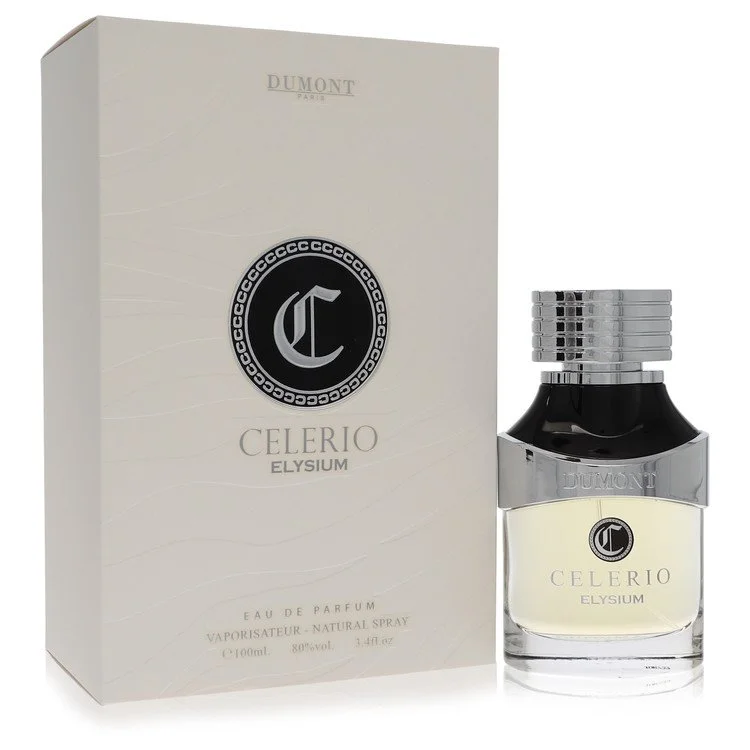 DUMONT
PARIS
C
CELERIO
ELYSIUM
EAU DE PARFUM
VAPORISATEUR - NATURAL SPRAY
℮100ml. 80%vol. 3.4fl oz
DUMONT
C
CELERIO
ELYSIUM